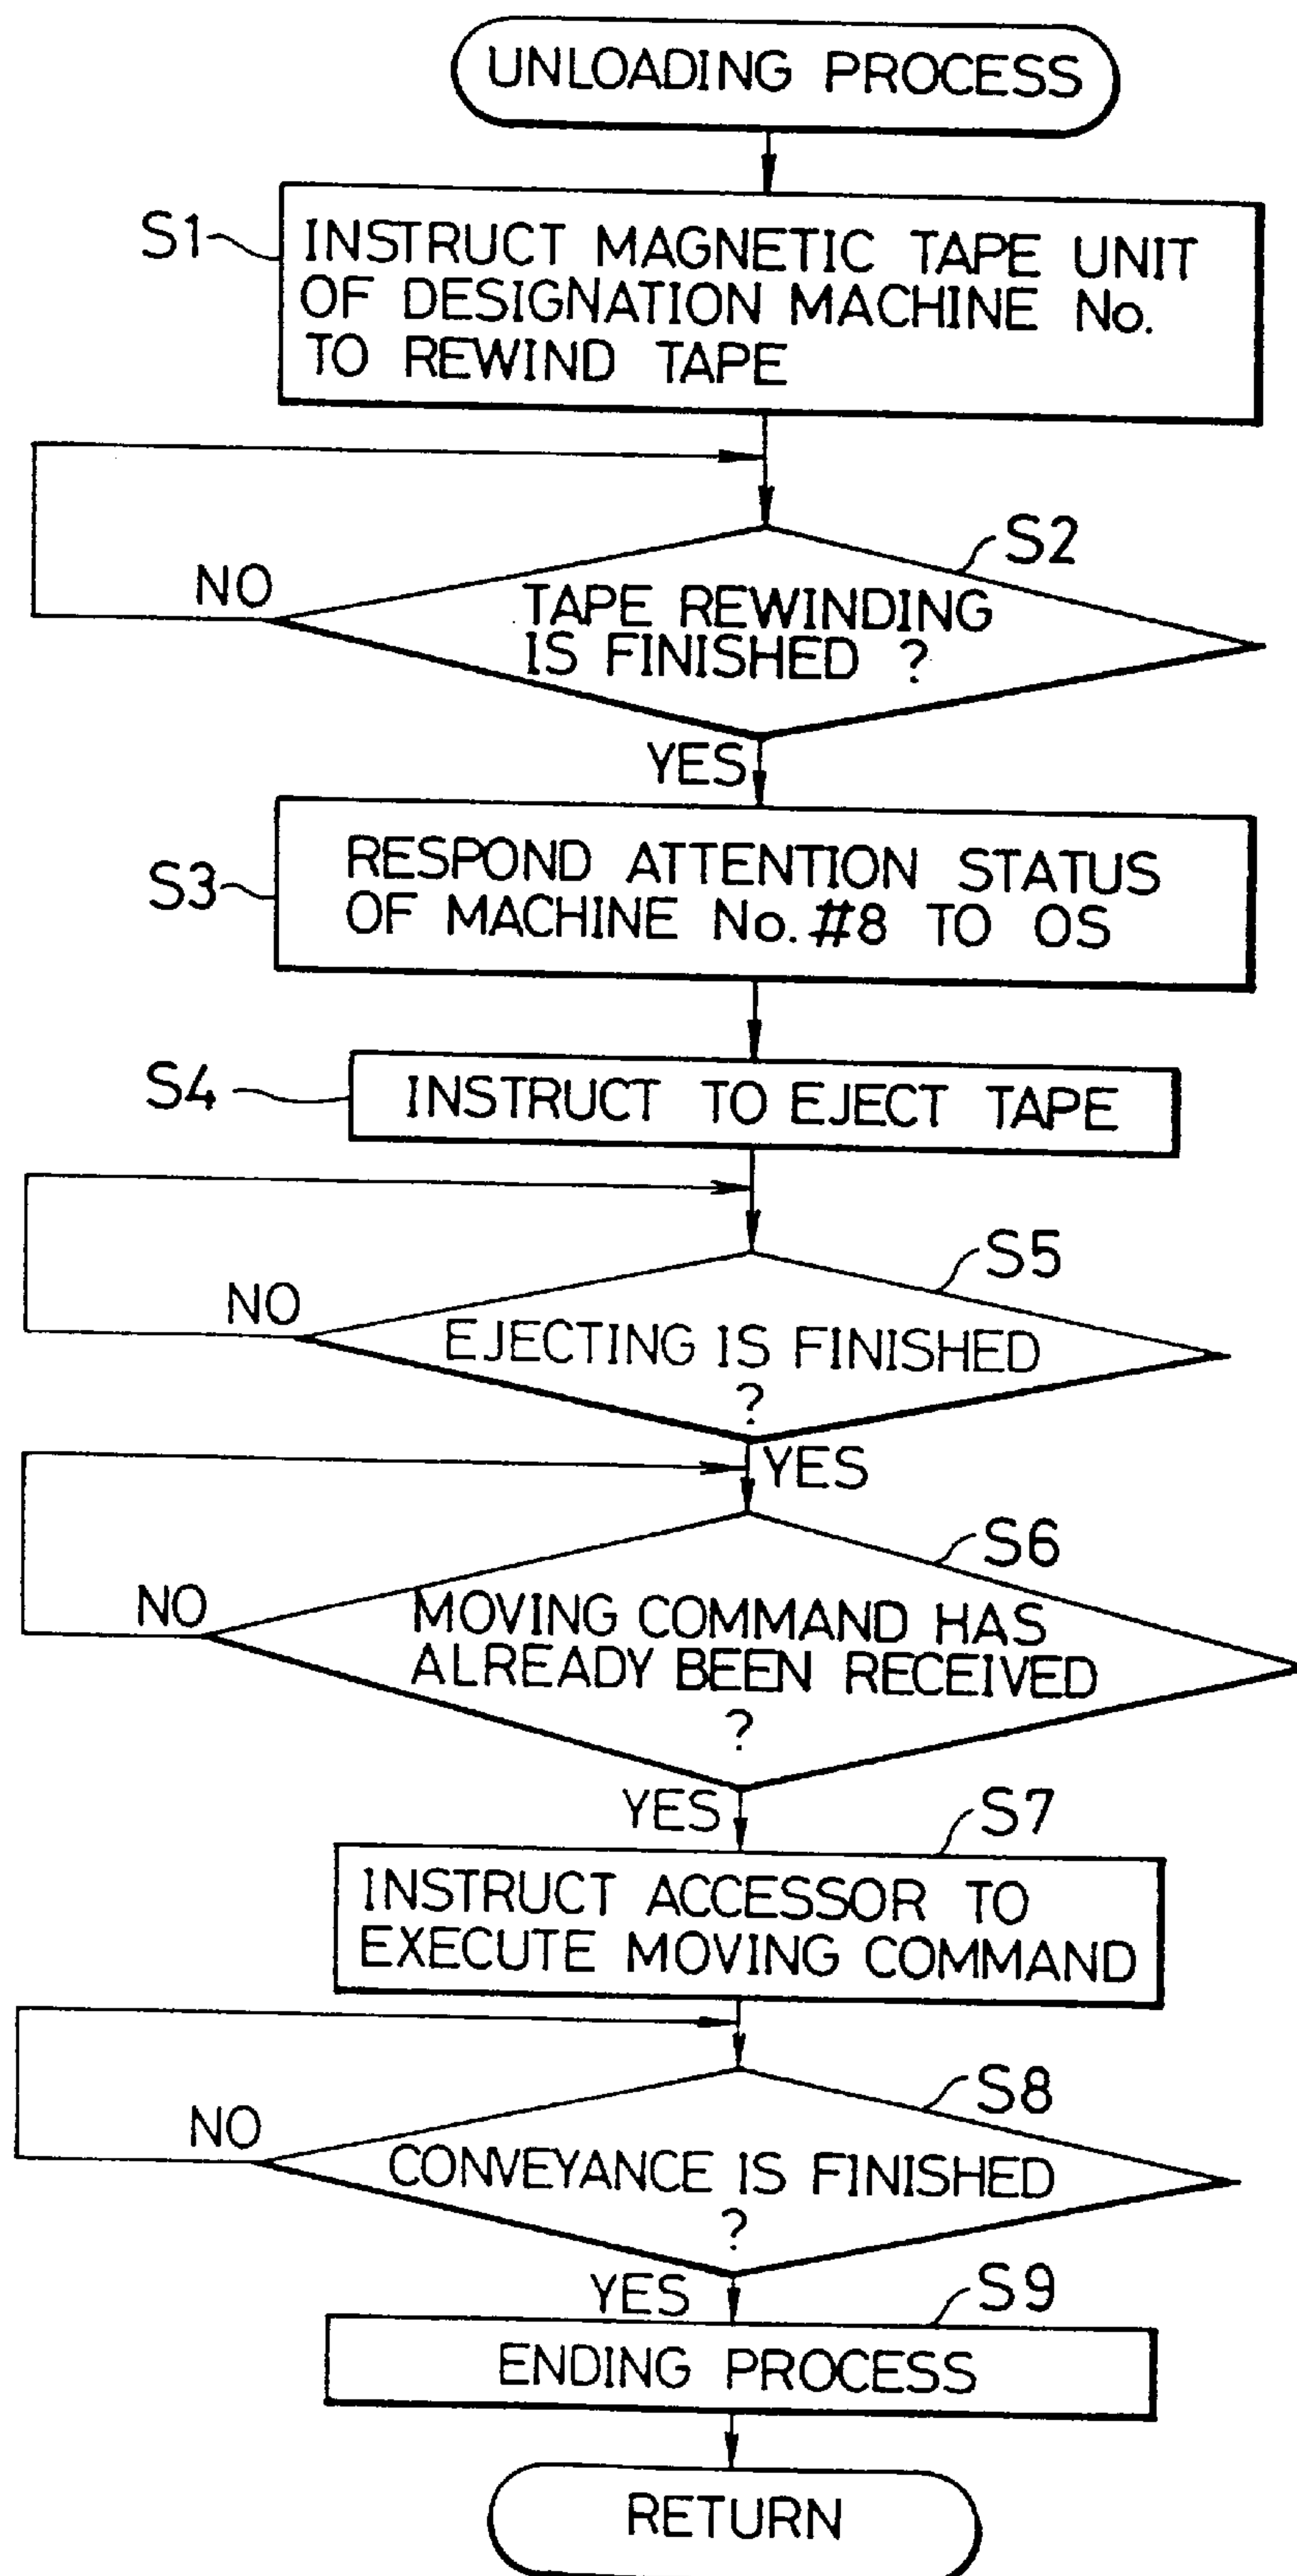 UNLOADING PROCESS
S1
INSTRUCT MAGNETIC TAPE UNIT
OF DESIGNATION MACHINE No.
TO REWIND TAPE
S2
NO
TAPE REWINDING
IS FINISHED ?
YES
S3
RESPOND ATTENTION STATUS
OF MACHINE No. #8 TO OS
S4
INSTRUCT TO EJECT TAPE
S5
NO
EJECTING IS FINISHED
?
YES
S6
NO
MOVING COMMAND HAS
ALREADY BEEN RECEIVED
?
YES
S7
INSTRUCT ACCESSOR TO
EXECUTE MOVING COMMAND
S8
NO
CONVEYANCE IS FINISHED
?
YES
S9
ENDING PROCESS
RETURN